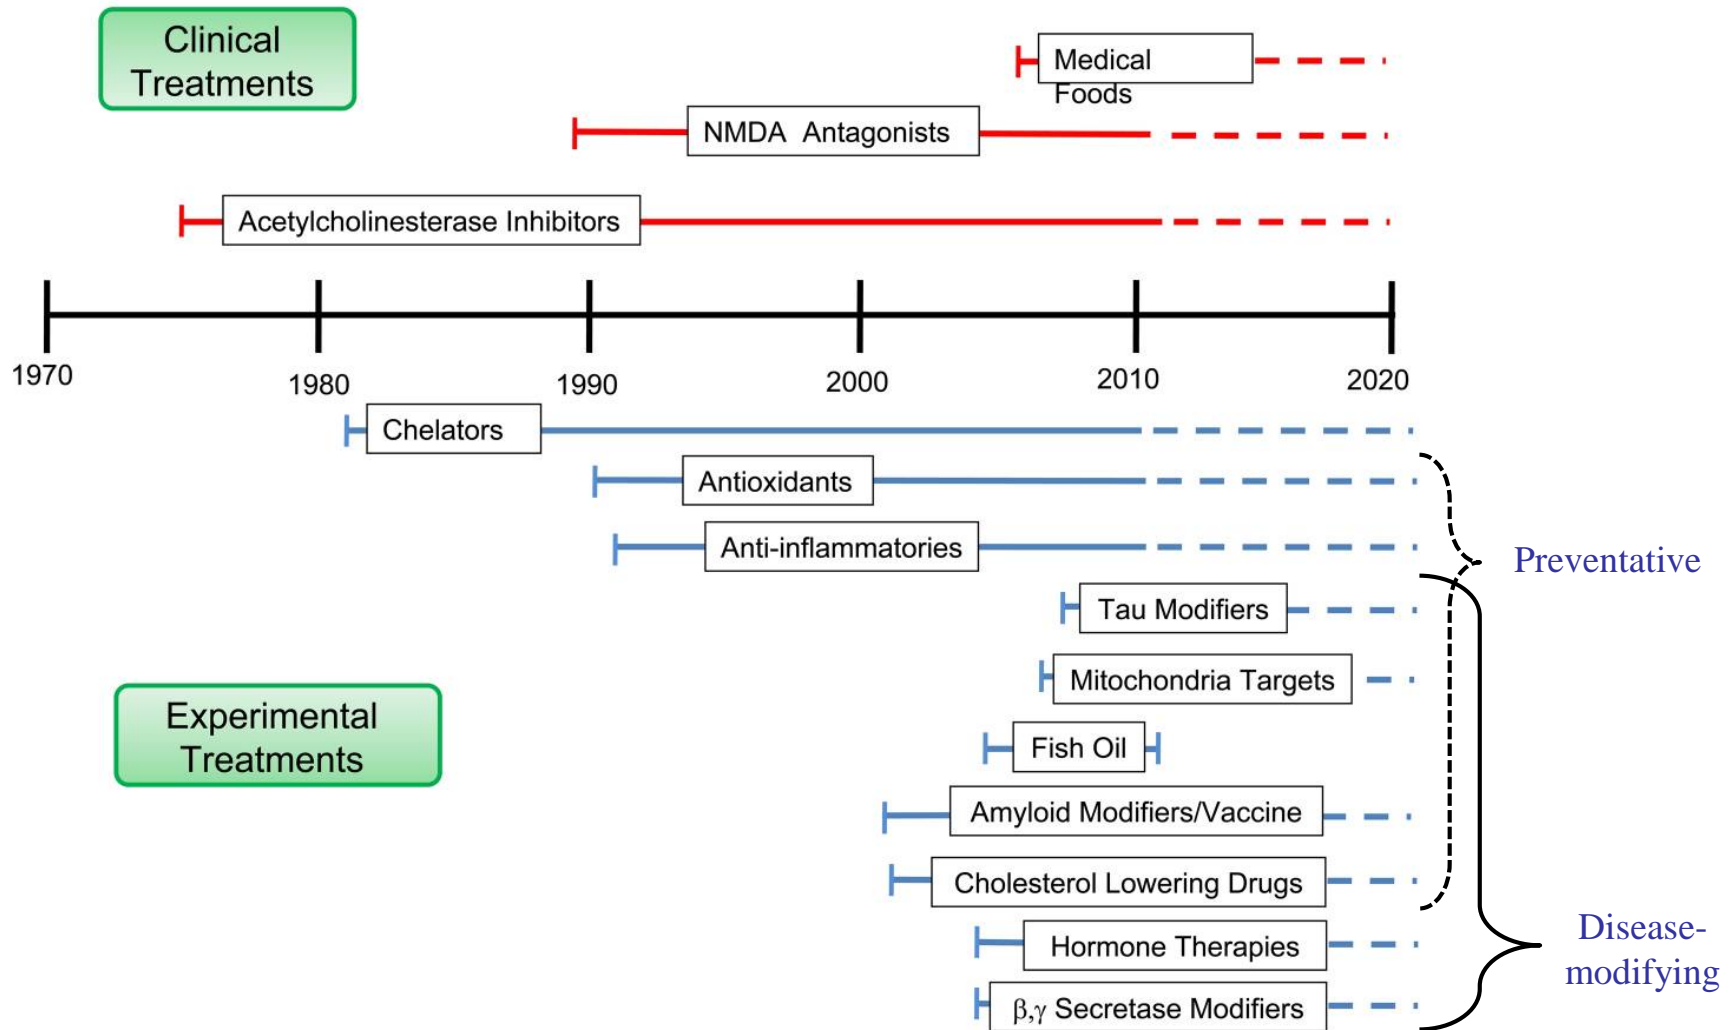 Clinical
Treatments
Medical
Foods
NMDA Antagonists
Acetylcholinesterase Inhibitors
1970
1980
1990
2000
2010
2020
Chelators
Antioxidants
Anti-inflammatories
Preventative
Tau Modifiers
Mitochondria Targets
Experimental
Treatments
Fish Oil
Amyloid Modifiers/Vaccine
Cholesterol Lowering Drugs
Hormone Therapies
Disease-
modifying
β,γ Secretase Modifiers